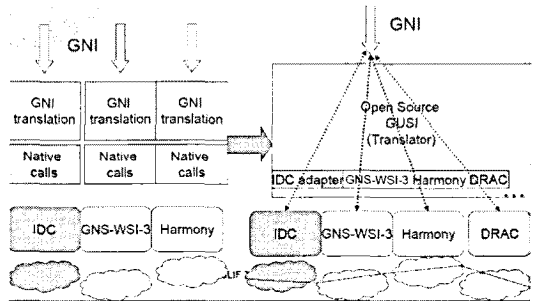 GNI
GNI
translation
GNI
translation
GNI
translation
Native
calls
Native
calls
Native
calls
IDC
GNS-WSI-3
Harmony
GNI
Open Source
GUSI
(Translator)
IDC adapter GNS-WSI-3 Harmony DRAC
...
IDC
GNS-WSI-3
Harmony
DRAC